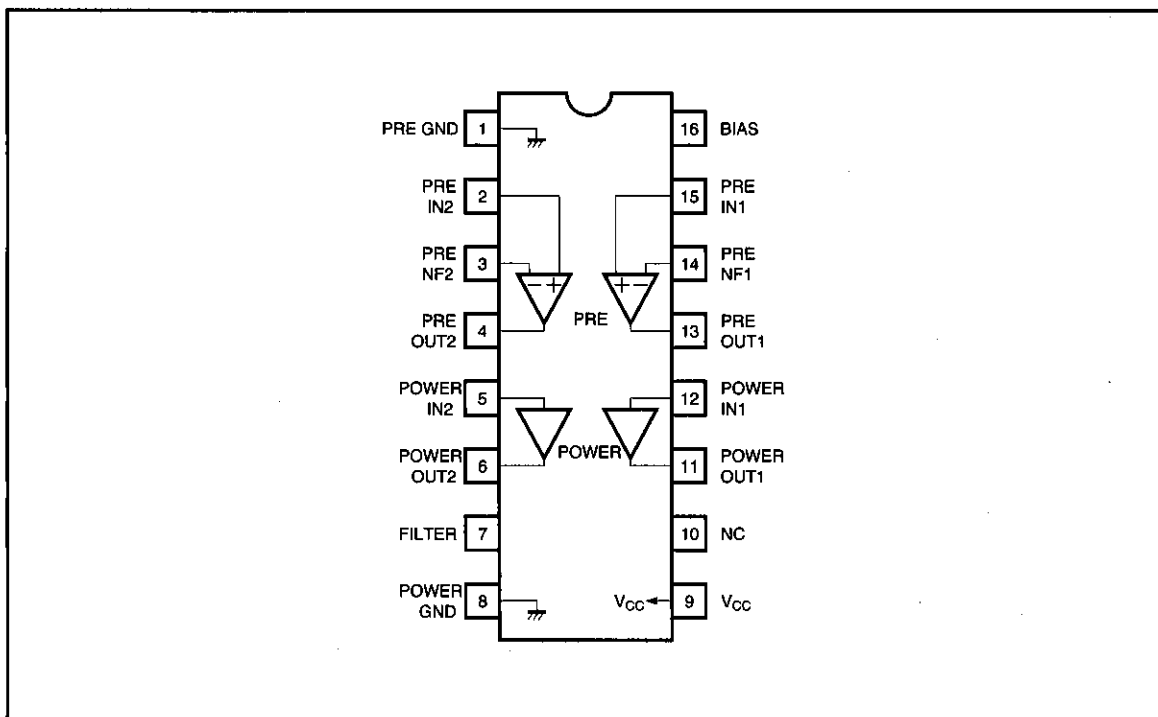 PRE GND 1 16 BIAS
PRE
IN2 2 15 PRE
IN1
PRE
NF2 3 14 PRE
NF1
− + + −
PRE
PRE
OUT2 4 13 PRE
OUT1
POWER
IN2 5 12 POWER
IN1
POWER
POWER
OUT2 6 11 POWER
OUT1
FILTER 7 10 NC
POWER
GND 8 VCC 9 VCC